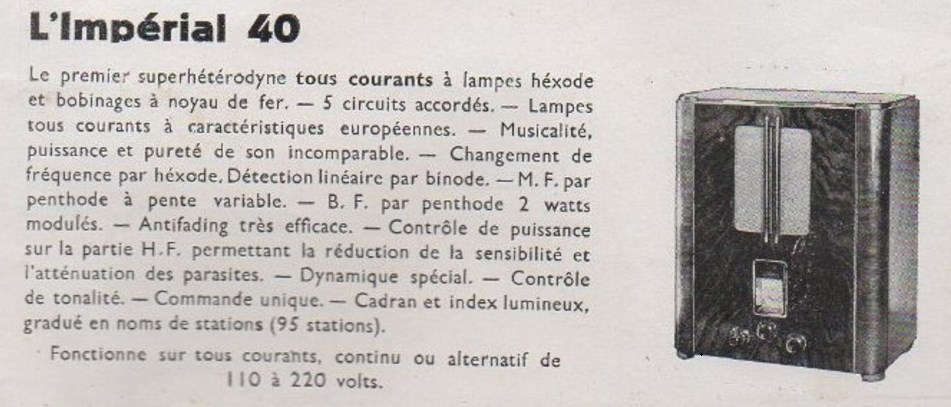 L'Impérial 40
Le premier superhétérodyne tous courants à lampes héxode
et bobinages à noyau de fer. — 5 circuits accordés. — Lampes
tous courants à caractéristiques européennes. — Musicalité,
puissance et pureté de son incomparable. — Changement de
fréquence par héxode. Détection linéaire par binode. — M. F. par
penthode à pente variable. — B. F. par penthode 2 watts
modulés. — Antifading très efficace. — Contrôle de puissance
sur la partie H.F. permettant la réduction de la sensibilité et
l'atténuation des parasites. — Dynamique spécial. — Contrôle
de tonalité. — Commande unique. — Cadran et index lumineux,
gradué en noms de stations (95 stations).
Fonctionne sur tous courants, continu ou alternatif de
110 à 220 volts.